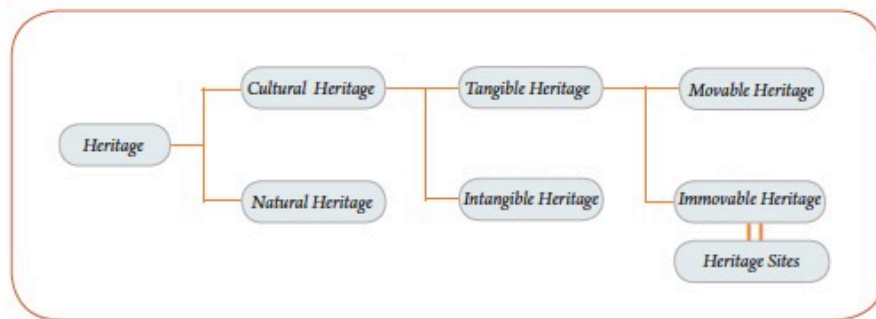 Cultural Heritage
Tangible Heritage
Movable Heritage
Heritage
Natural Heritage
Intangible Heritage
Immovable Heritage
Heritage Sites